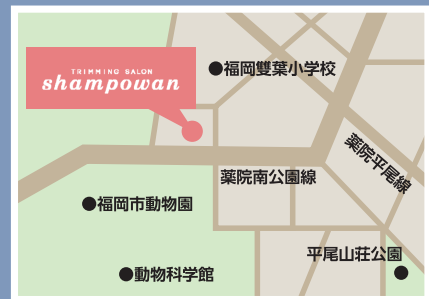 TRIMMING SALON
shampowan
●福岡雙葉小学校
薬院平尾線
薬院南公園線
●福岡市動物園
平尾山荘公園
●動物科学館